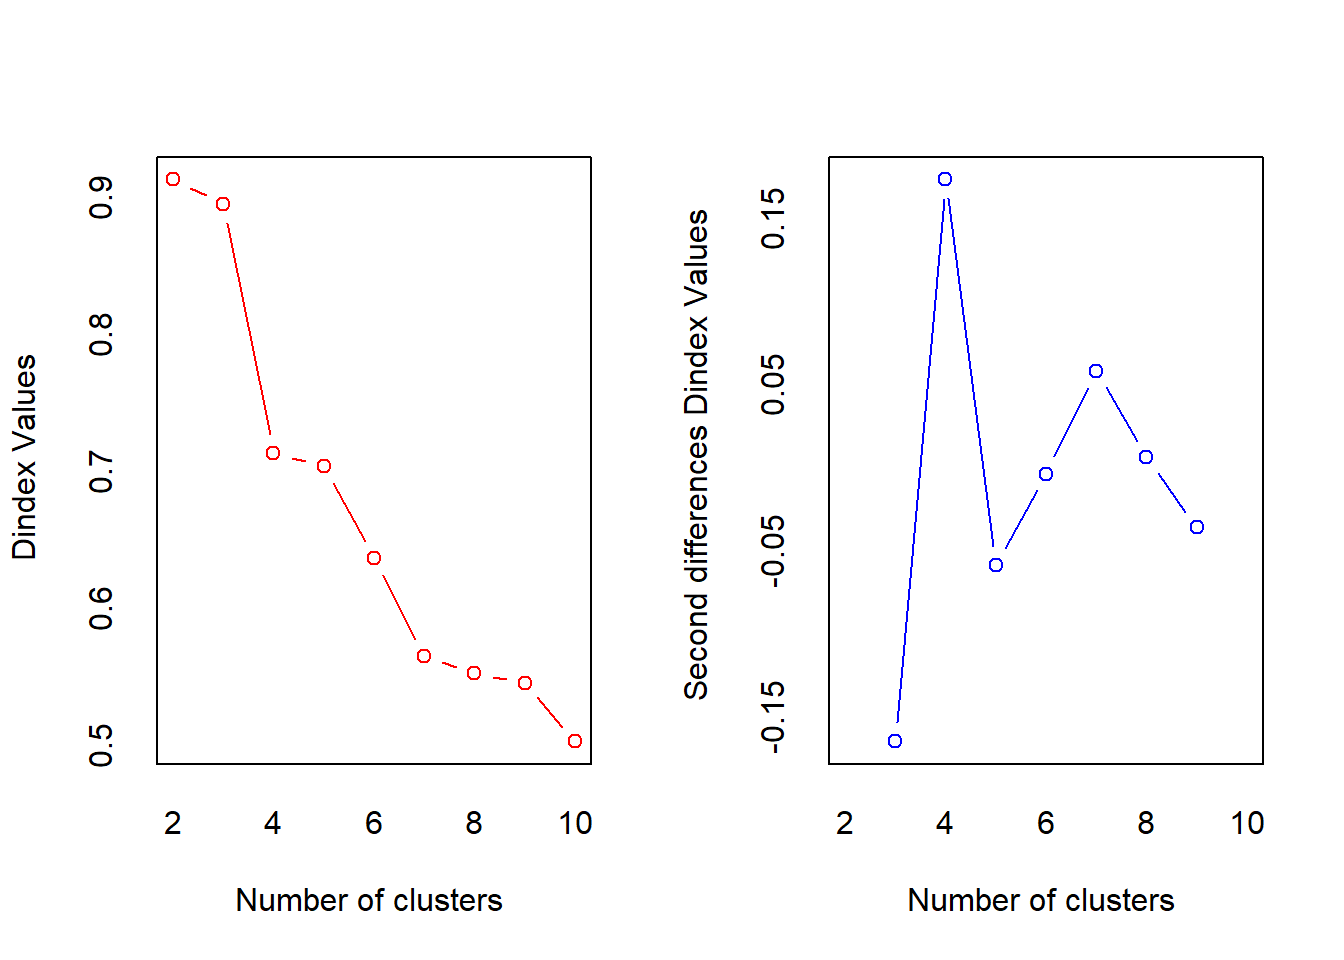 Dindex Values
0.9
0.8
0.7
0.6
0.5
2 4 6 8 10
Number of clusters
Second differences Dindex Values
0.15
0.05
-0.05
-0.15
2 4 6 8 10
Number of clusters